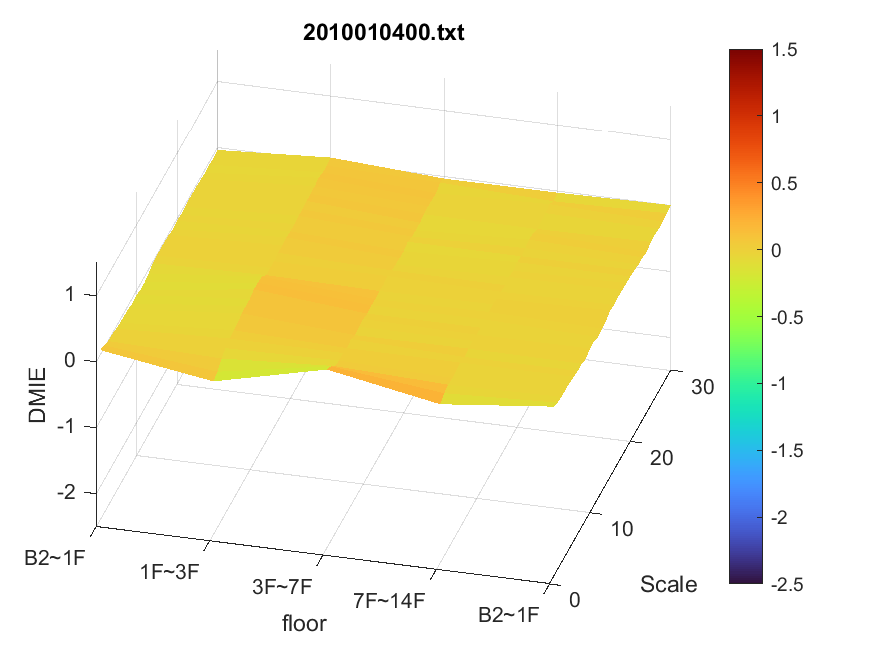 2010010400.txt
1.5
1
0.5
0
-0.5
-1
-1.5
-2
-2.5
1
0
-1
-2
DMIE
B2~1F
1F~3F
3F~7F
7F~14F
B2~1F
floor
0
10
20
30
Scale